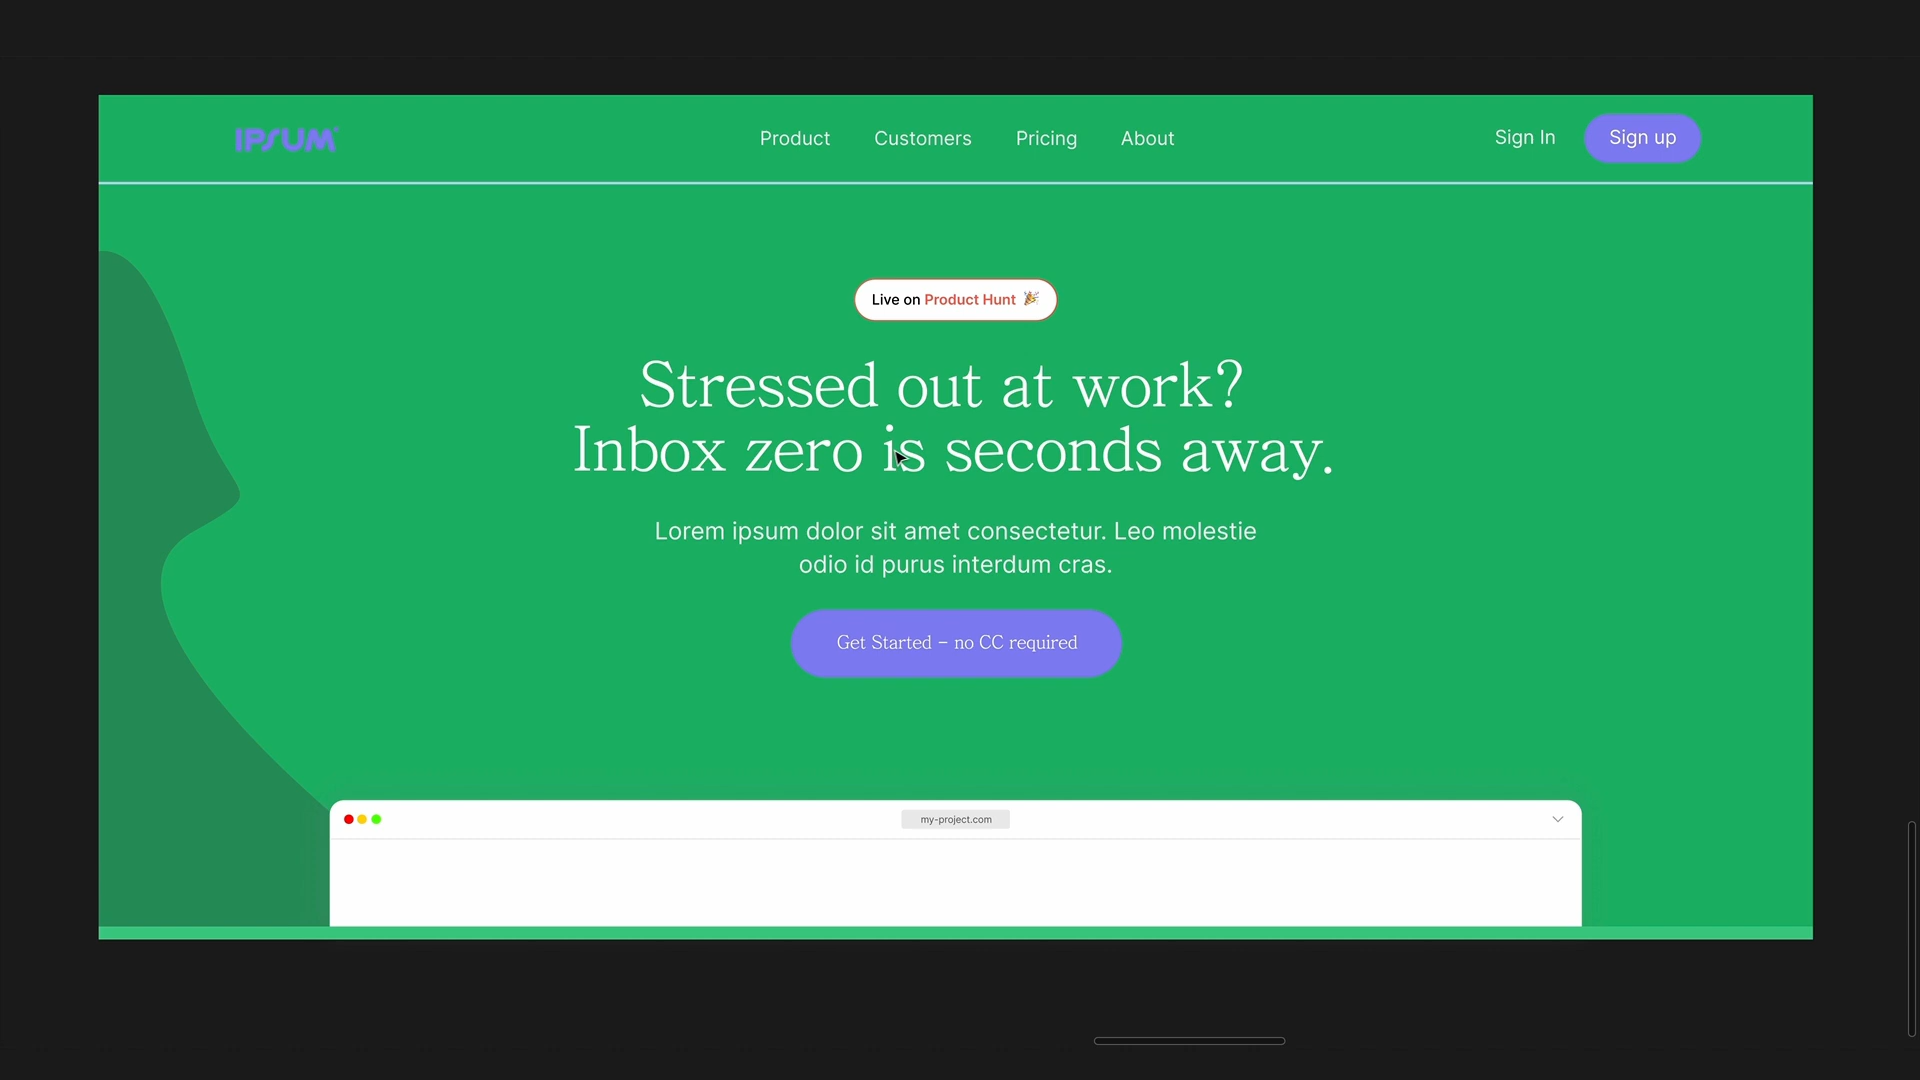 IPSUM
Product Customers Pricing About
Sign In Sign up
Live on Product Hunt 🎉
Stressed out at work?
Inbox zero is seconds away.
Lorem ipsum dolor sit amet consectetur. Leo molestie
odio id purus interdum cras.
Get Started – no CC required
my-project.com